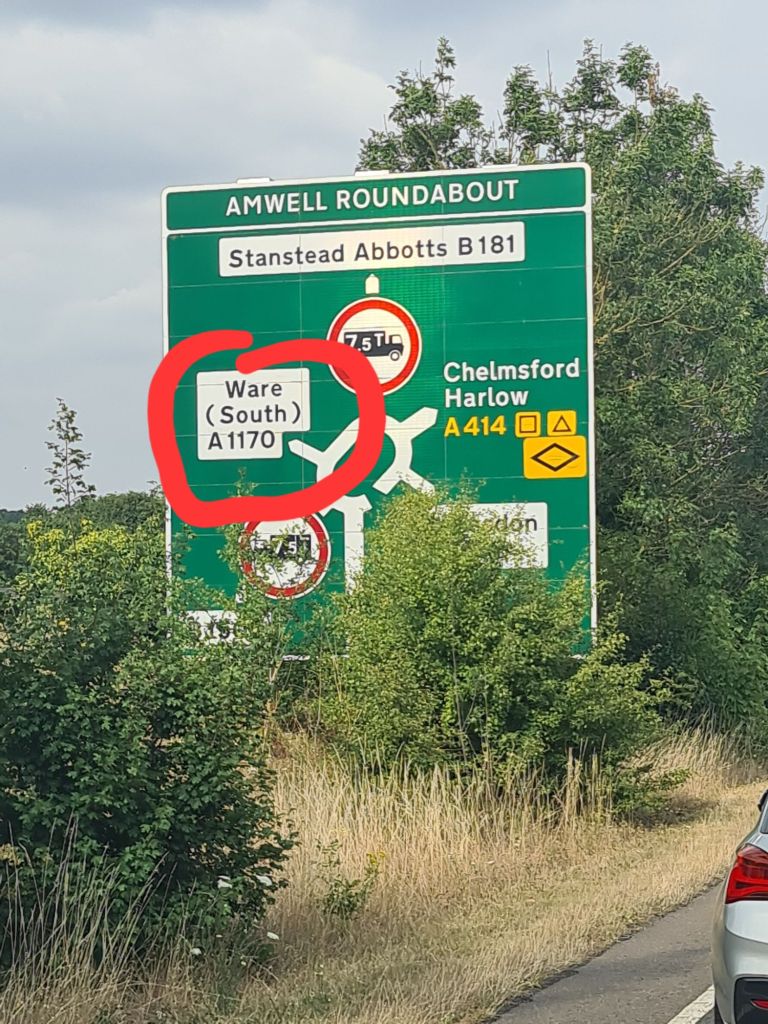 AMWELL ROUNDABOUT
Stanstead Abbotts B181
7.5T
Ware
(South)
A1170
Chelmsford
Harlow
A414